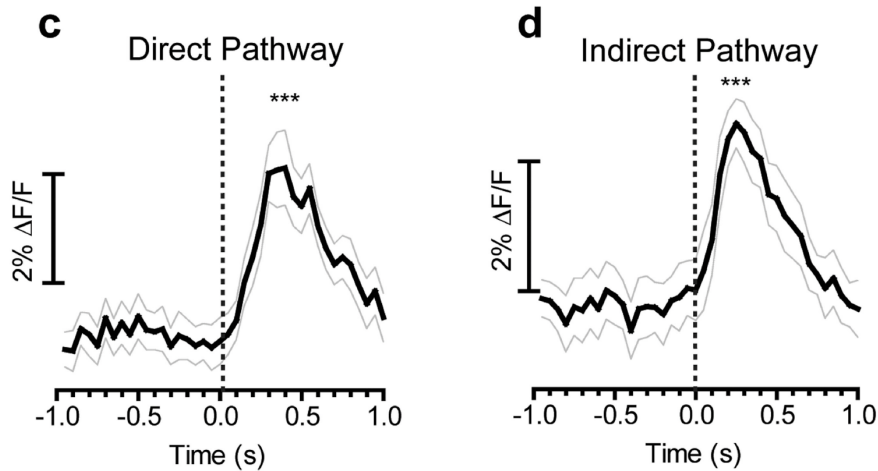 c
Direct Pathway
***
2% ΔF/F
-1.0 -0.5 0.0 0.5 1.0
Time (s)
d
Indirect Pathway
***
2% ΔF/F
-1.0 -0.5 0.0 0.5 1.0
Time (s)